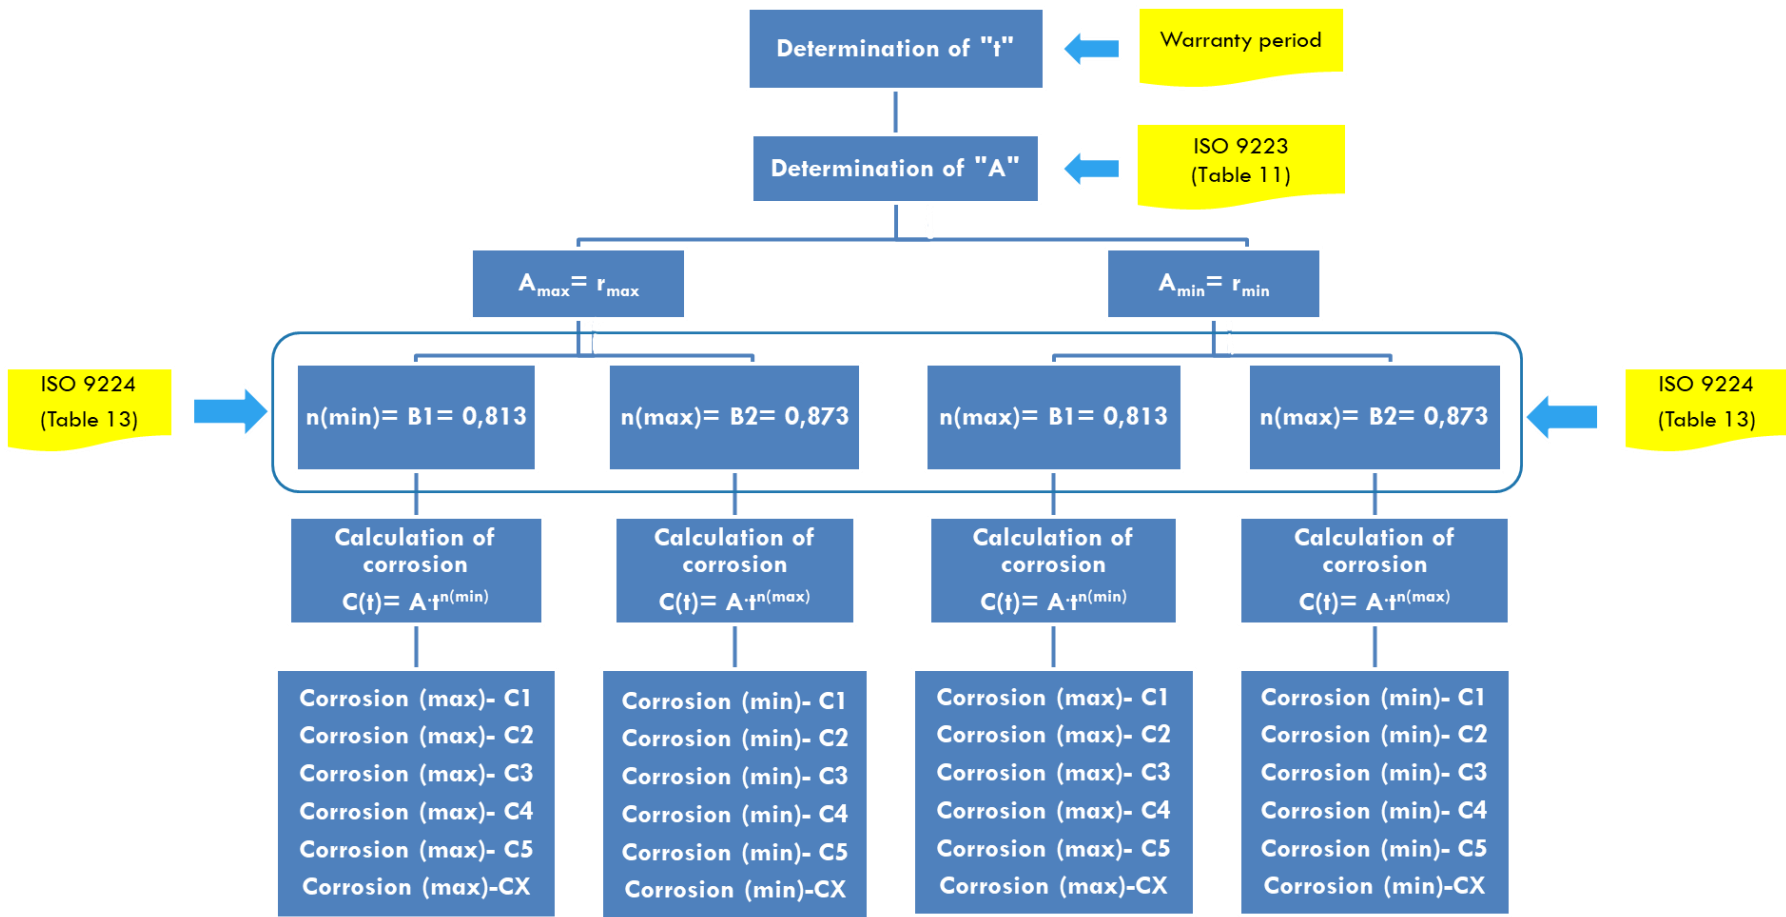 Determination of "t"
Warranty period
Determination of "A"
ISO 9223
(Table 11)
Amax= rmax
Amin= rmin
ISO 9224
(Table 13)
n(min)= B1= 0,813
n(max)= B2= 0,873
n(max)= B1= 0,813
n(max)= B2= 0,873
ISO 9224
(Table 13)
Calculation of
corrosion
C(t)= A·tn(min)
Calculation of
corrosion
C(t)= A·tn(max)
Calculation of
corrosion
C(t)= A·tn(min)
Calculation of
corrosion
C(t)= A·tn(max)
Corrosion (max)- C1
Corrosion (max)- C2
Corrosion (max)- C3
Corrosion (max)- C4
Corrosion (max)- C5
Corrosion (max)-CX
Corrosion (min)- C1
Corrosion (min)- C2
Corrosion (min)- C3
Corrosion (min)- C4
Corrosion (min)- C5
Corrosion (min)-CX
Corrosion (max)- C1
Corrosion (max)- C2
Corrosion (max)- C3
Corrosion (max)- C4
Corrosion (max)- C5
Corrosion (max)-CX
Corrosion (min)- C1
Corrosion (min)- C2
Corrosion (min)- C3
Corrosion (min)- C4
Corrosion (min)- C5
Corrosion (min)-CX